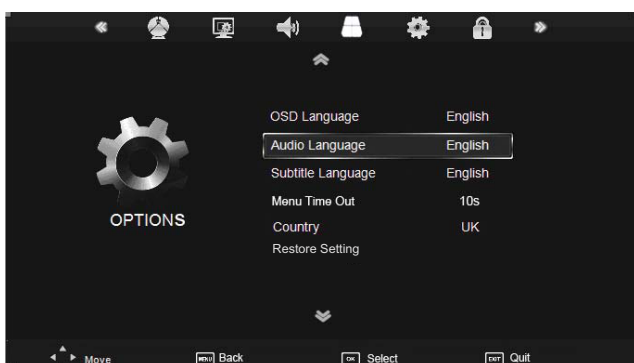 OSD Language English
Audio Language English
Subtitle Language English
Menu Time Out 10s
OPTIONS
Country UK
Restore Setting
Move MENU Back OK Select EXIT Quit